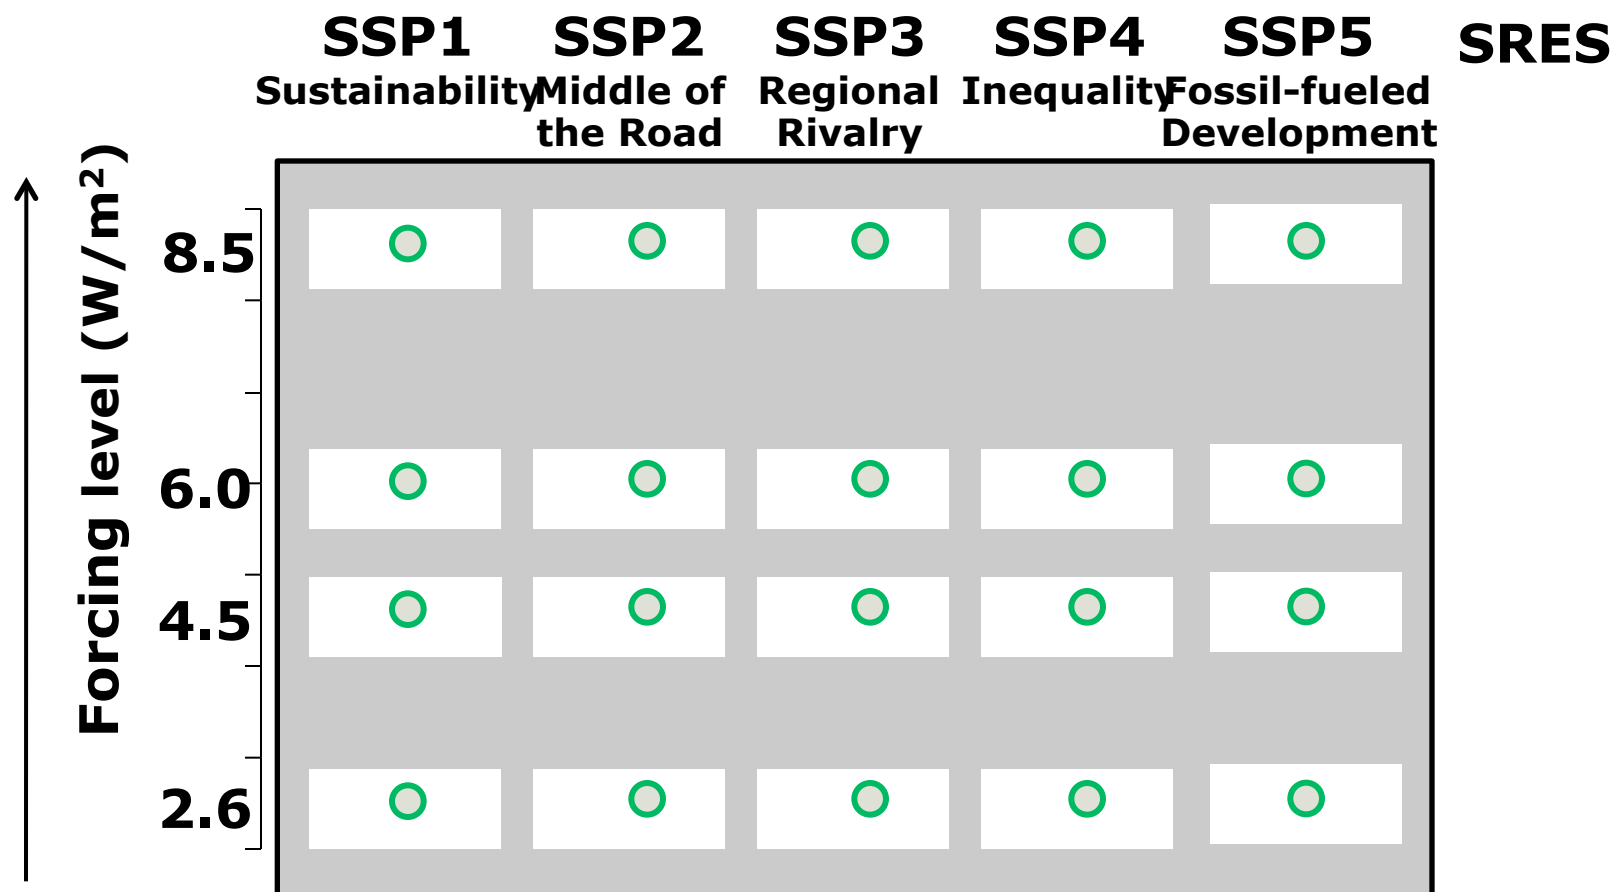 SSP1 SSP2 SSP3 SSP4 SSP5 SRES
Sustainability Middle of the Road Regional Rivalry Inequality Fossil-fueled Development
Forcing level (W/m²)
8.5
6.0
4.5
2.6